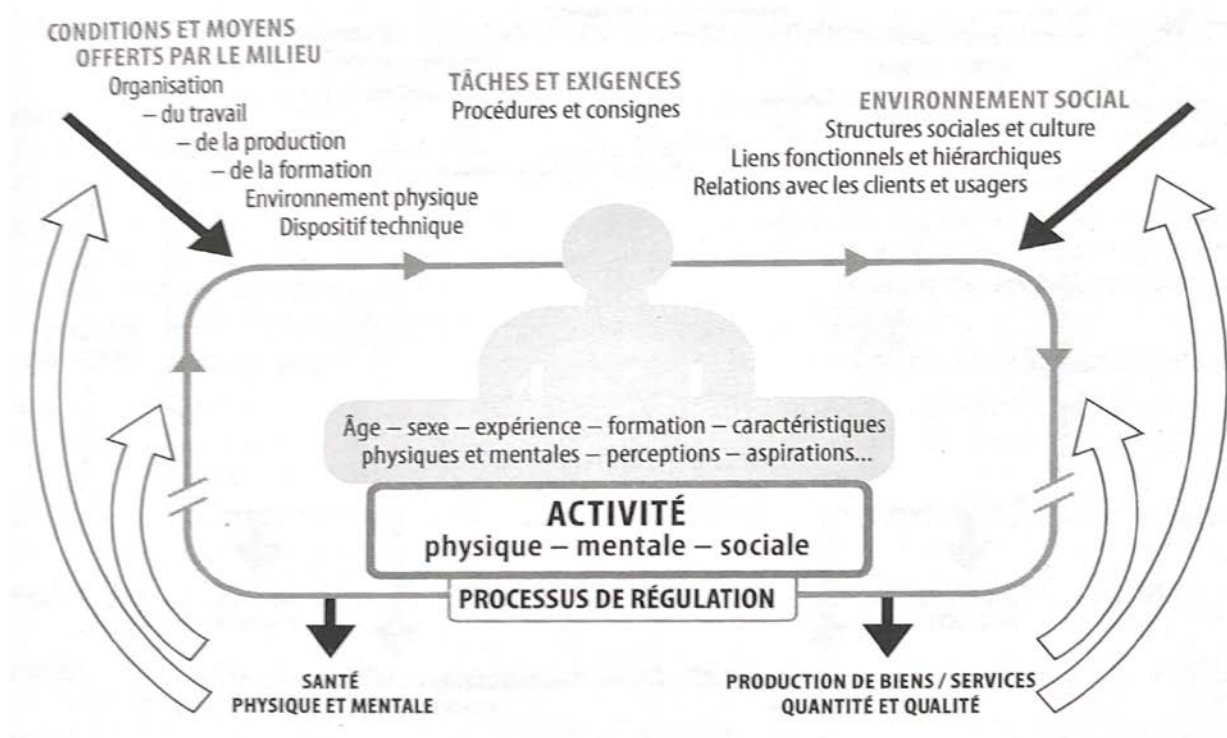 CONDITIONS ET MOYENS
OFFERTS PAR LE MILIEU
Organisation
– du travail
– de la production
– de la formation
Environnement physique
Dispositif technique
TÂCHES ET EXIGENCES
Procédures et consignes
ENVIRONNEMENT SOCIAL
Structures sociales et culture
Liens fonctionnels et hiérarchiques
Relations avec les clients et usagers
Âge – sexe – expérience – formation – caractéristiques
physiques et mentales – perceptions – aspirations...
ACTIVITÉ
physique – mentale – sociale
PROCESSUS DE RÉGULATION
SANTÉ
PHYSIQUE ET MENTALE
PRODUCTION DE BIENS / SERVICES
QUANTITÉ ET QUALITÉ